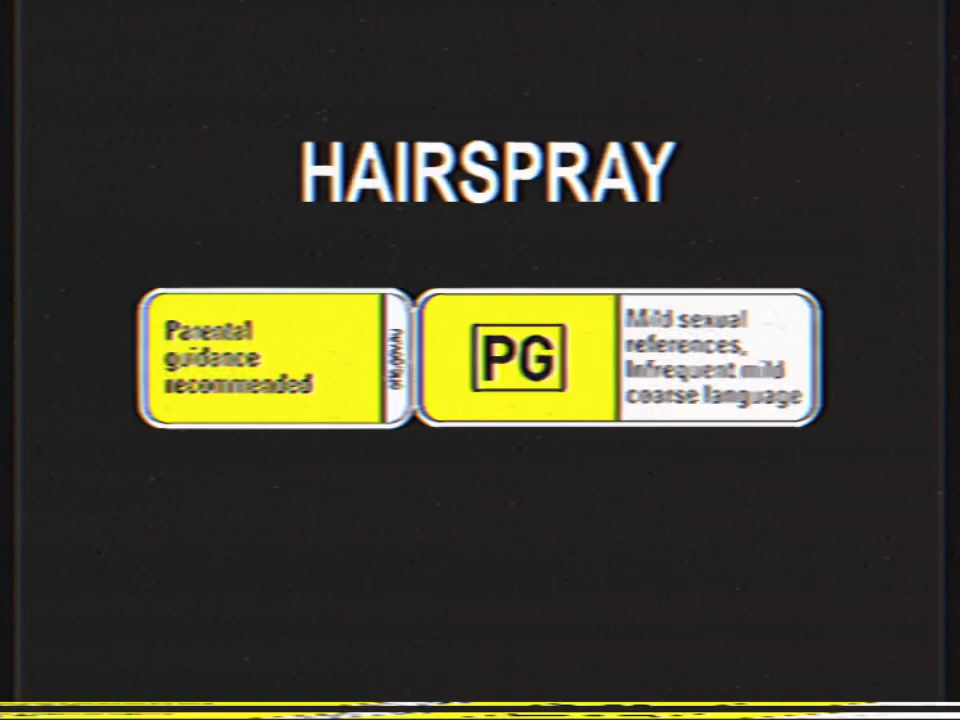 HAIRSPRAY
Parental
guidance
recommended
PG
Mild sexual
references,
Infrequent mild
coarse language